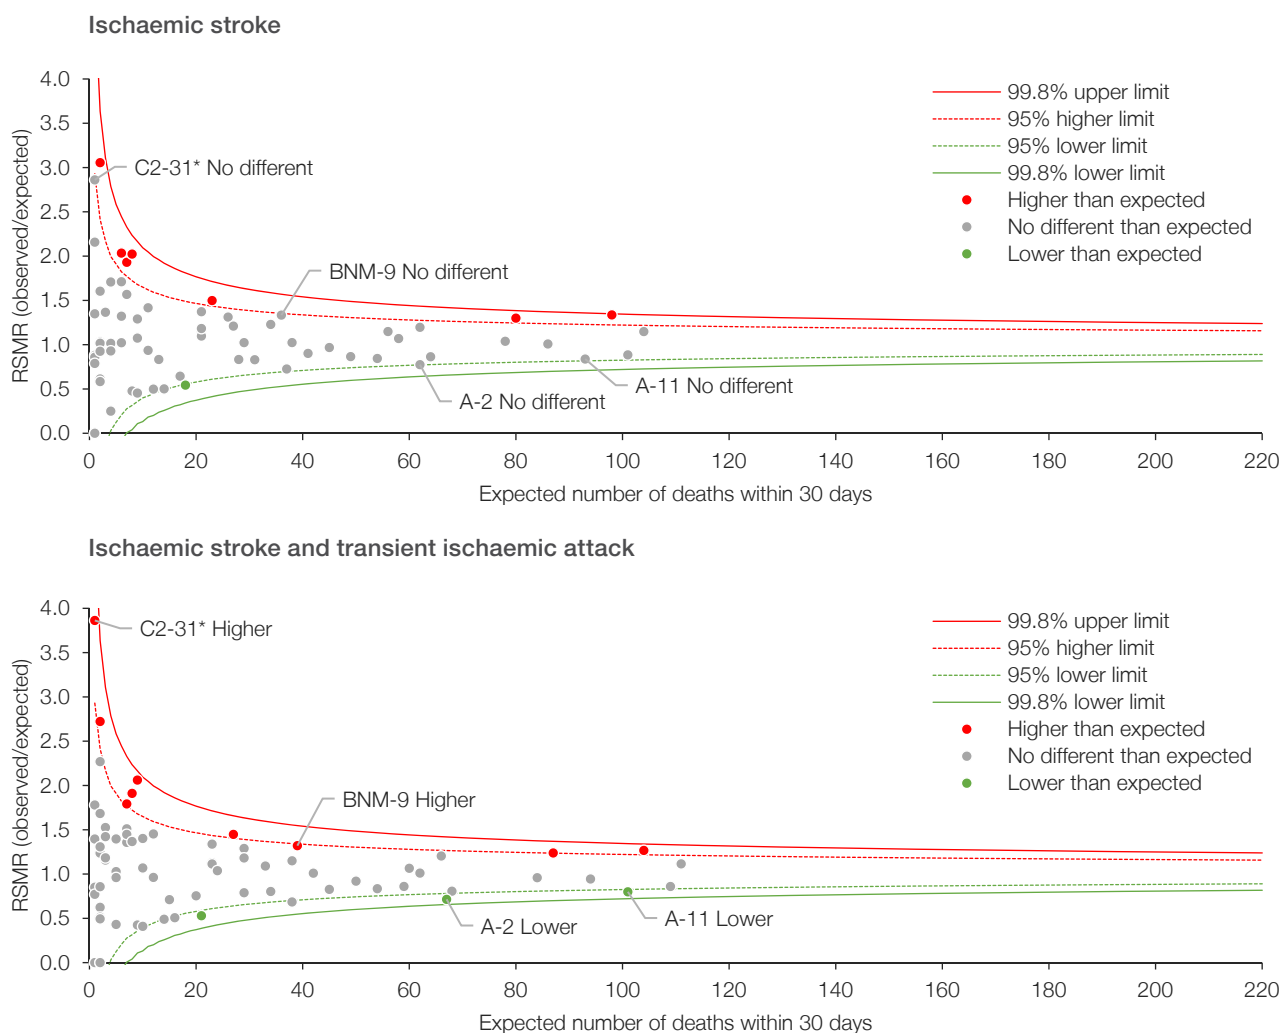 Ischaemic stroke
RSMR (observed/expected)
4.0
3.5
3.0
2.5
2.0
1.5
1.0
0.5
0.0
99.8% upper limit
95% higher limit
95% lower limit
99.8% lower limit
Higher than expected
No different than expected
Lower than expected
C2-31* No different
BNM-9 No different
A-11 No different
A-2 No different
0 20 40 60 80 100 120 140 160 180 200 220
Expected number of deaths within 30 days
Ischaemic stroke and transient ischaemic attack
RSMR (observed/expected)
4.0
3.5
3.0
2.5
2.0
1.5
1.0
0.5
0.0
99.8% upper limit
95% higher limit
95% lower limit
99.8% lower limit
Higher than expected
No different than expected
Lower than expected
C2-31* Higher
BNM-9 Higher
A-11 Lower
A-2 Lower
0 20 40 60 80 100 120 140 160 180 200 220
Expected number of deaths within 30 days